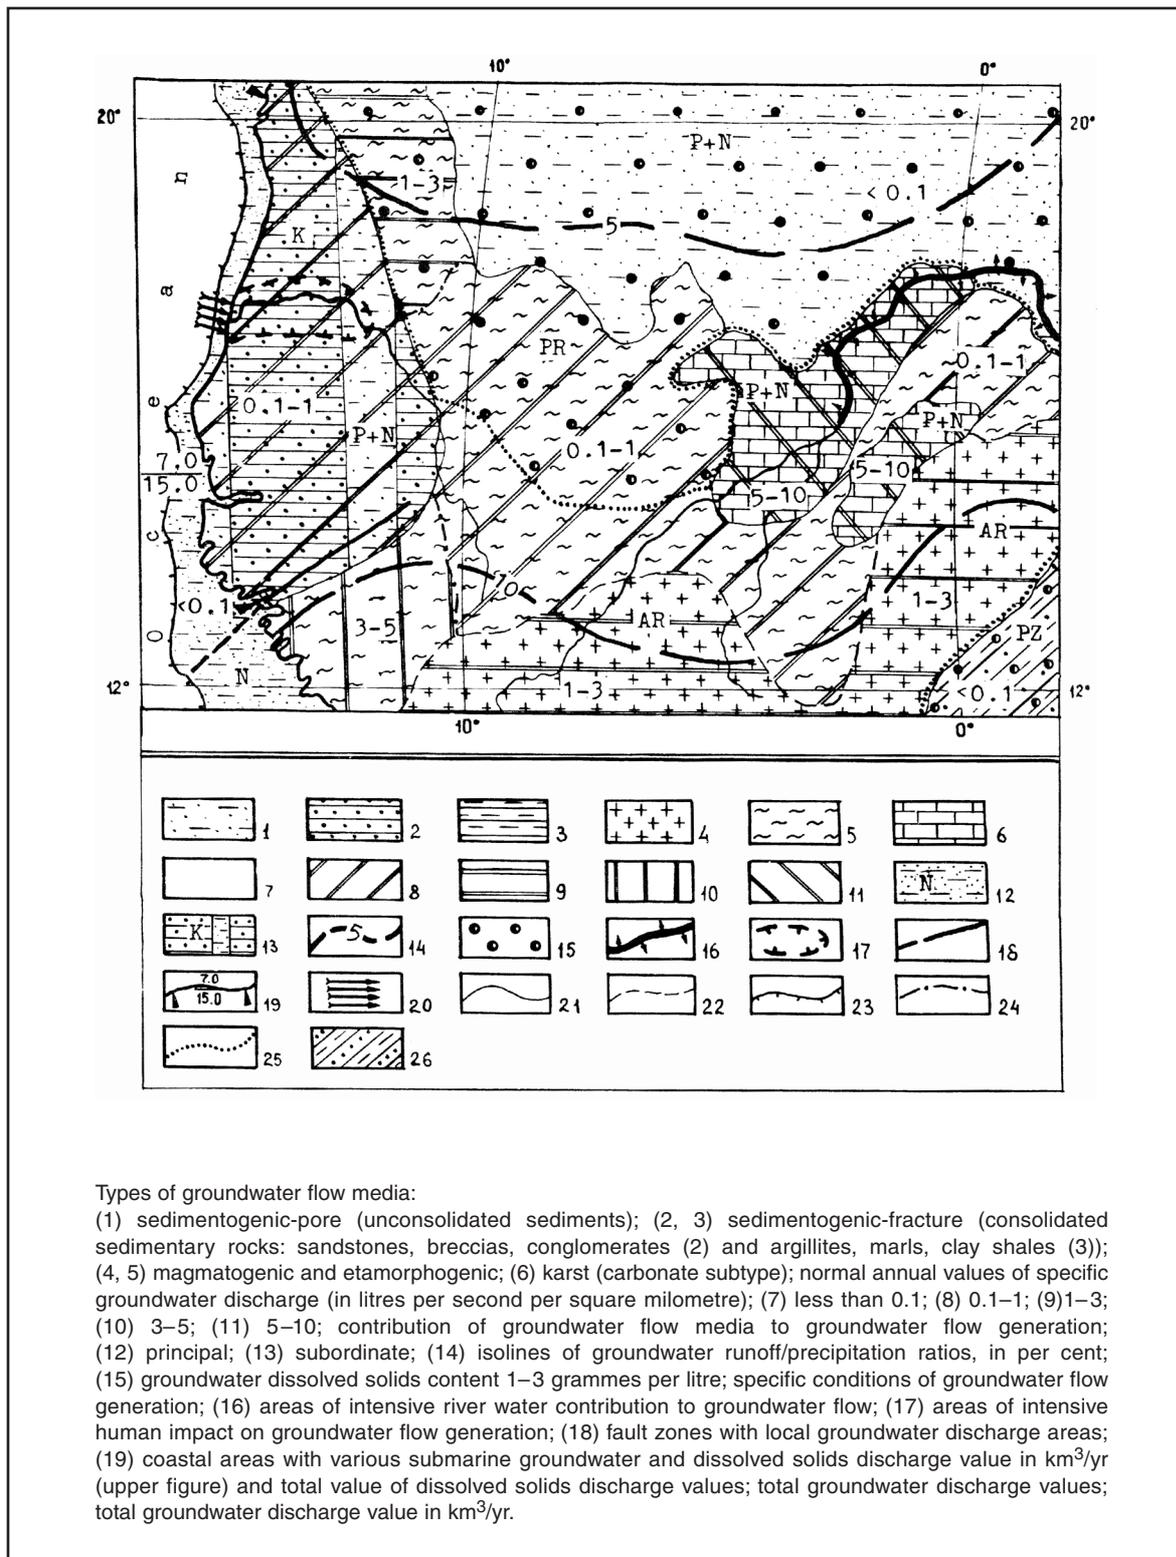 10°
0°
20°
20°
P+N
n
1-3
<0.1
5
K
a
PR
0.1-1
P+N
e
0.1-1
P+N
P+N
0.1-1
7.0
15.0
5-10
5-10
c
AR
10
<0.1
1-3
3-5
AR
PZ
o
N
12°
1-3
<0.1
12°
10°
0°
1
2
3
4
5
6
7
8
9
10
11
N
12
K
13
5
14
15
16
17
18
7.0
15.0
19
20
21
22
23
24
25
26
Types of groundwater flow media:
(1) sedimentogenic-pore (unconsolidated sediments); (2, 3) sedimentogenic-fracture (consolidated
sedimentary rocks: sandstones, breccias, conglomerates (2) and argillites, marls, clay shales (3));
(4, 5) magmatogenic and etamorphogenic; (6) karst (carbonate subtype); normal annual values of specific
groundwater discharge (in litres per second per square milometre); (7) less than 0.1; (8) 0.1–1; (9)1–3;
(10) 3–5; (11) 5–10; contribution of groundwater flow media to groundwater flow generation;
(12) principal; (13) subordinate; (14) isolines of groundwater runoff/precipitation ratios, in per cent;
(15) groundwater dissolved solids content 1–3 grammes per litre; specific conditions of groundwater flow
generation; (16) areas of intensive river water contribution to groundwater flow; (17) areas of intensive
human impact on groundwater flow generation; (18) fault zones with local groundwater discharge areas;
(19) coastal areas with various submarine groundwater and dissolved solids discharge value in km³/yr
(upper figure) and total value of dissolved solids discharge values; total groundwater discharge values;
total groundwater discharge value in km³/yr.